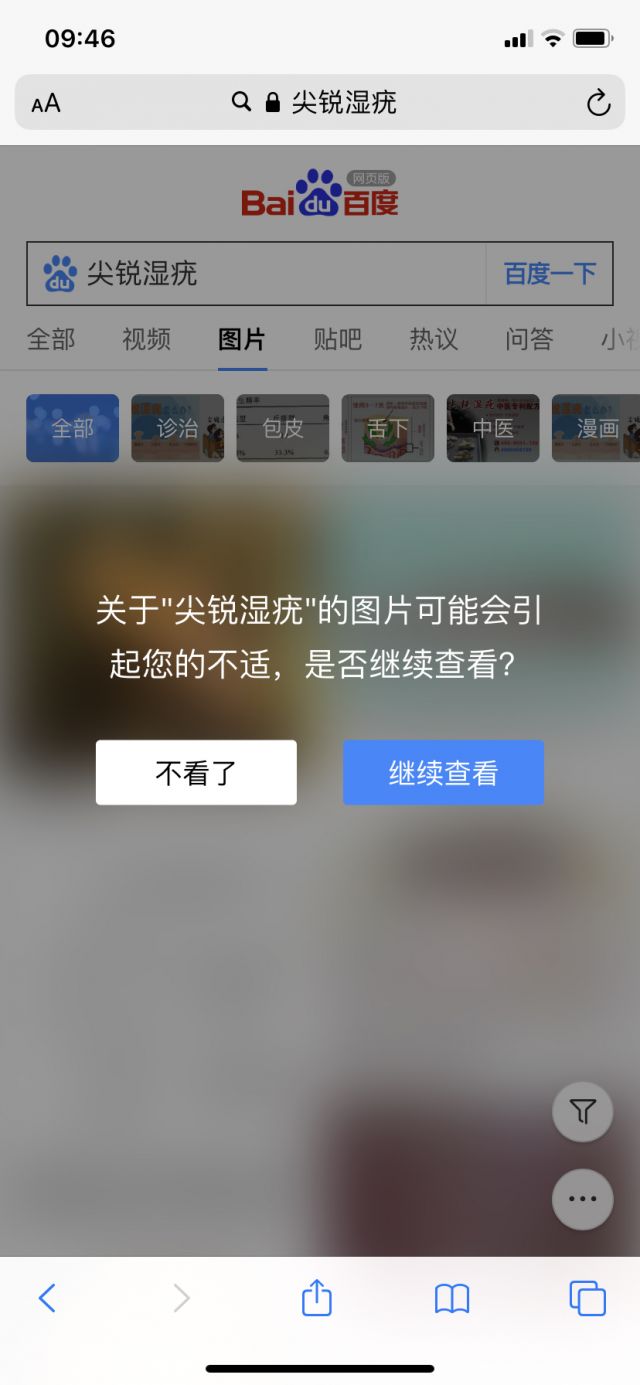 09:46
AA 尖锐湿疣
Bai du 百度 网页版
du 尖锐湿疣 百度一下
全部 视频 图片 贴吧 热议 问答 小
全部 诊治 包皮 舌下 中医 漫画
关于"尖锐湿疣"的图片可能会引
起您的不适，是否继续查看?
不看了 继续查看